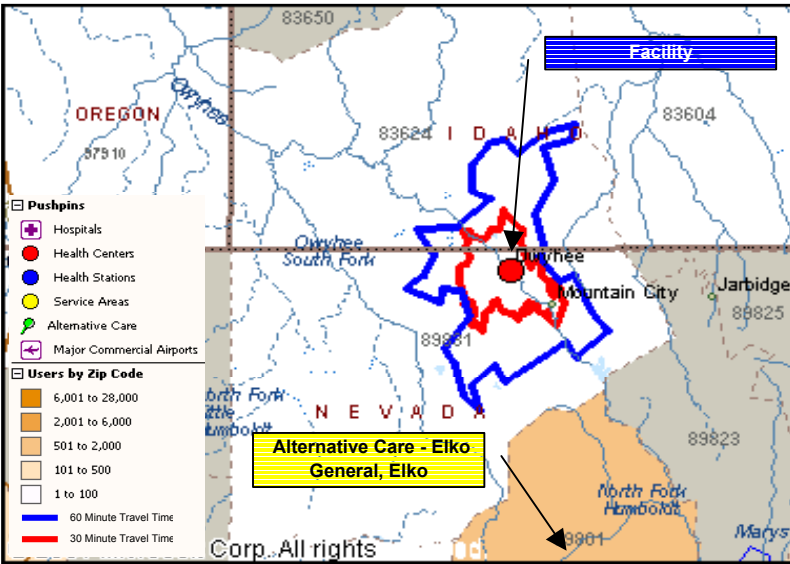 83650
Facility
Owyhee
OREGON
97910
83624
I D A H O
83604
Pushpins
Hospitals
Health Centers
Health Stations
Service Areas
Alternative Care
Major Commercial Airports
Owyhee
South Fork
Owyhee
Mountain City
Jarbidge
89825
89831
Users by Zip Code
6,001 to 28,000
2,001 to 6,000
501 to 2,000
101 to 500
1 to 100
60 Minute Travel Time
30 Minute Travel Time
North Fork
Little
Humboldt
N E V A D A
Alternative Care - Elko
General, Elko
89823
North Fork
Humboldt
89801
Marys
Corp. All rights